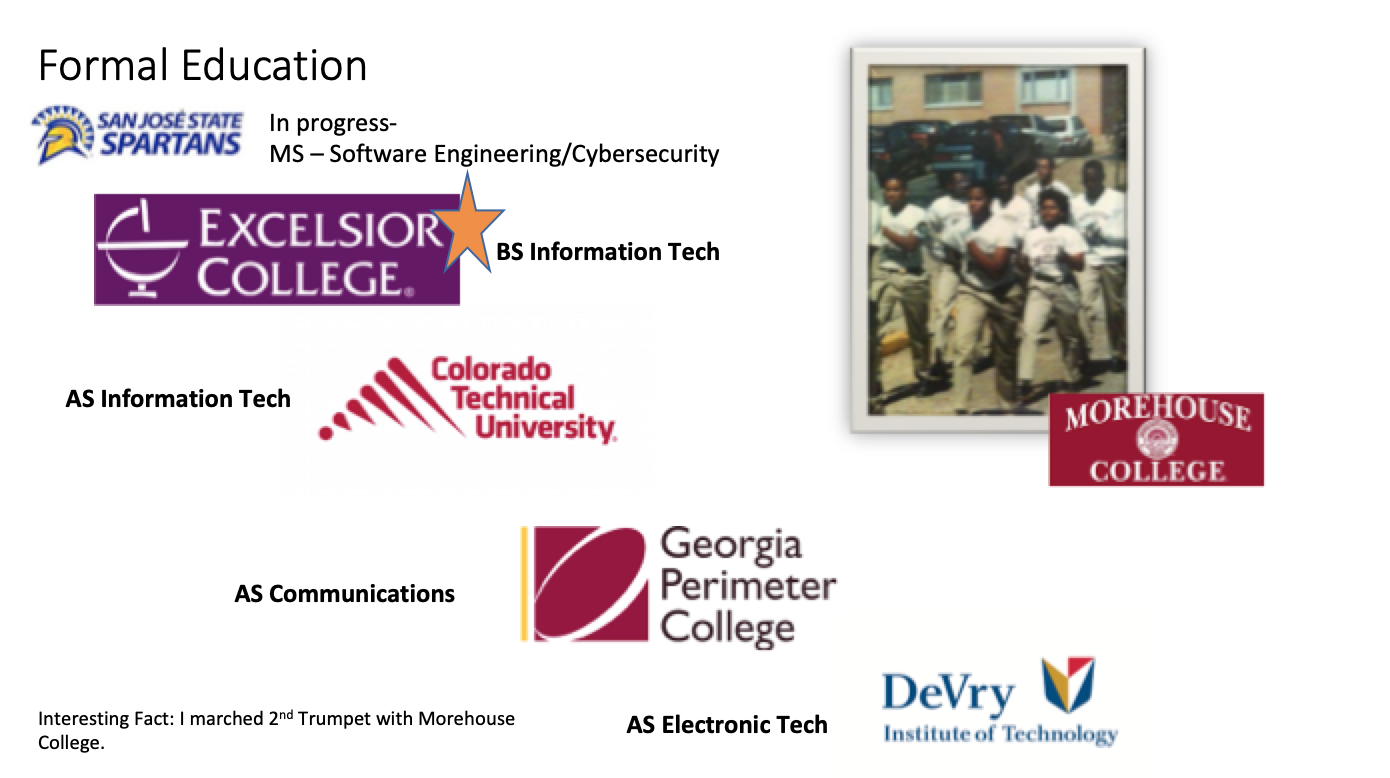 Formal Education
SAN JOSÉ STATE
SPARTANS
In progress-
MS – Software Engineering/Cybersecurity
EXCELSIOR
COLLEGE®
BS Information Tech
AS Information Tech
Colorado
Technical
University®
MOREHOUSE
COLLEGE
AS Communications
Georgia
Perimeter
College
DeVry
Institute of Technology
AS Electronic Tech
Interesting Fact: I marched 2nd Trumpet with Morehouse
College.